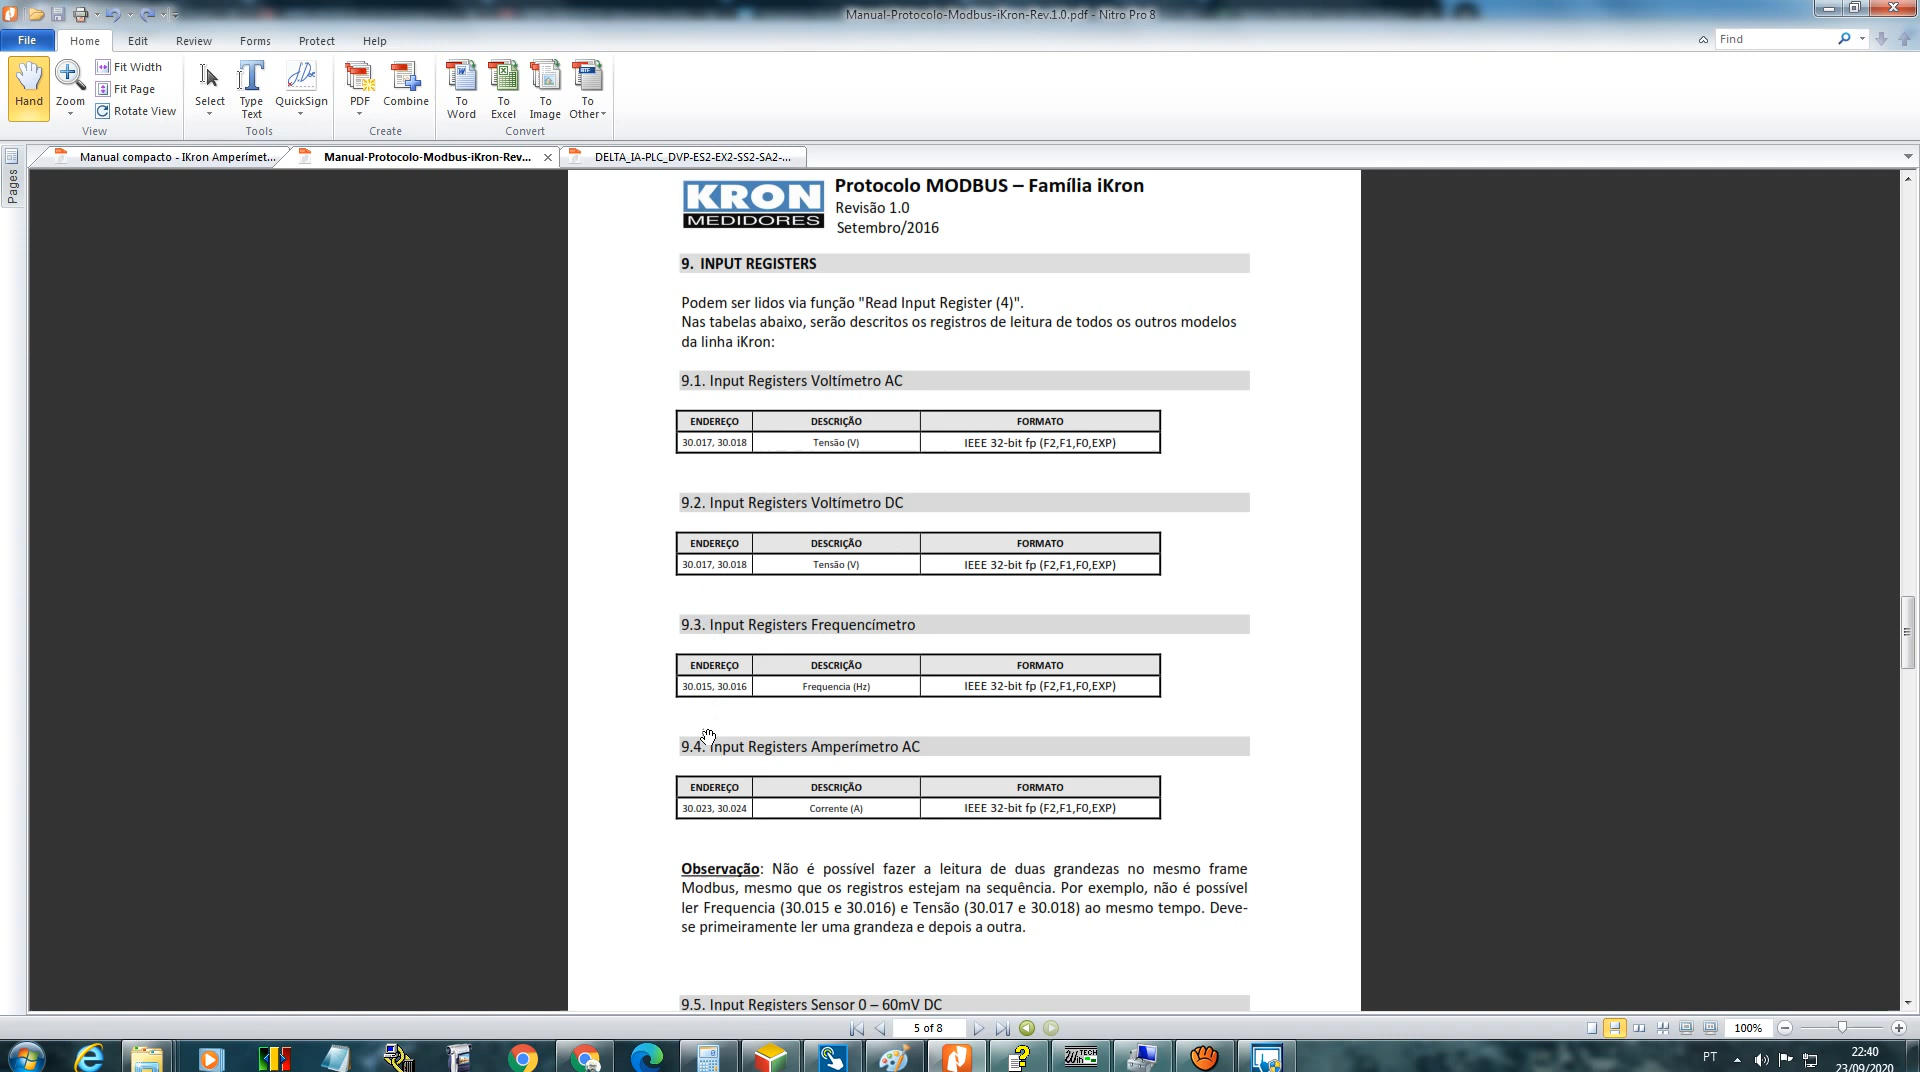 Manual-Protocolo-Modbus-iKron-Rev.1.0.pdf - Nitro Pro 8
File Home Edit Review Forms Protect Help
Find
Hand
Zoom
Fit Width
Fit Page
Rotate View
View
Select
Type
Text
QuickSign
Tools
PDF
Combine
Create
To
Word
To
Excel
To
Image
To
Other
Convert
Manual compacto - IKron Amperímet...
Manual-Protocolo-Modbus-iKron-Rev...
DELTA_IA-PLC_DVP-ES2-EX2-SS2-SA2-...
Pages
KRON
MEDIDORES
Protocolo MODBUS – Família iKron
Revisão 1.0
Setembro/2016
9. INPUT REGISTERS
Podem ser lidos via função "Read Input Register (4)".
Nas tabelas abaixo, serão descritos os registros de leitura de todos os outros modelos
da linha iKron:
9.1. Input Registers Voltímetro AC
ENDEREÇO DESCRIÇÃO FORMATO
30.017, 30.018 Tensão (V) IEEE 32-bit fp (F2,F1,F0,EXP)
9.2. Input Registers Voltímetro DC
ENDEREÇO DESCRIÇÃO FORMATO
30.017, 30.018 Tensão (V) IEEE 32-bit fp (F2,F1,F0,EXP)
9.3. Input Registers Frequencímetro
ENDEREÇO DESCRIÇÃO FORMATO
30.015, 30.016 Frequencia (Hz) IEEE 32-bit fp (F2,F1,F0,EXP)
9.4. Input Registers Amperímetro AC
ENDEREÇO DESCRIÇÃO FORMATO
30.023, 30.024 Corrente (A) IEEE 32-bit fp (F2,F1,F0,EXP)
Observação: Não é possível fazer a leitura de duas grandezas no mesmo frame
Modbus, mesmo que os registros estejam na sequência. Por exemplo, não é possível
ler Frequencia (30.015 e 30.016) e Tensão (30.017 e 30.018) ao mesmo tempo. Deve-
se primeiramente ler uma grandeza e depois a outra.
9.5. Input Registers Sensor 0 – 60mV DC
5 of 8
100%
PT
22:40
23/09/2020